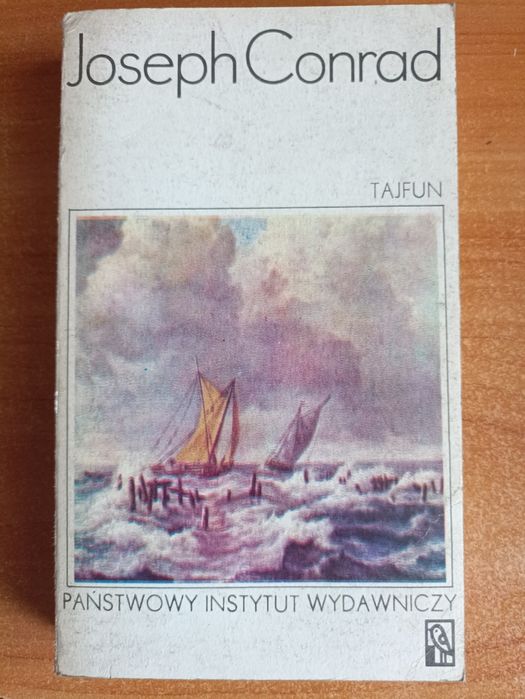 Joseph Conrad
TAJFUN
PAŃSTWOWY INSTYTUT WYDAWNICZY